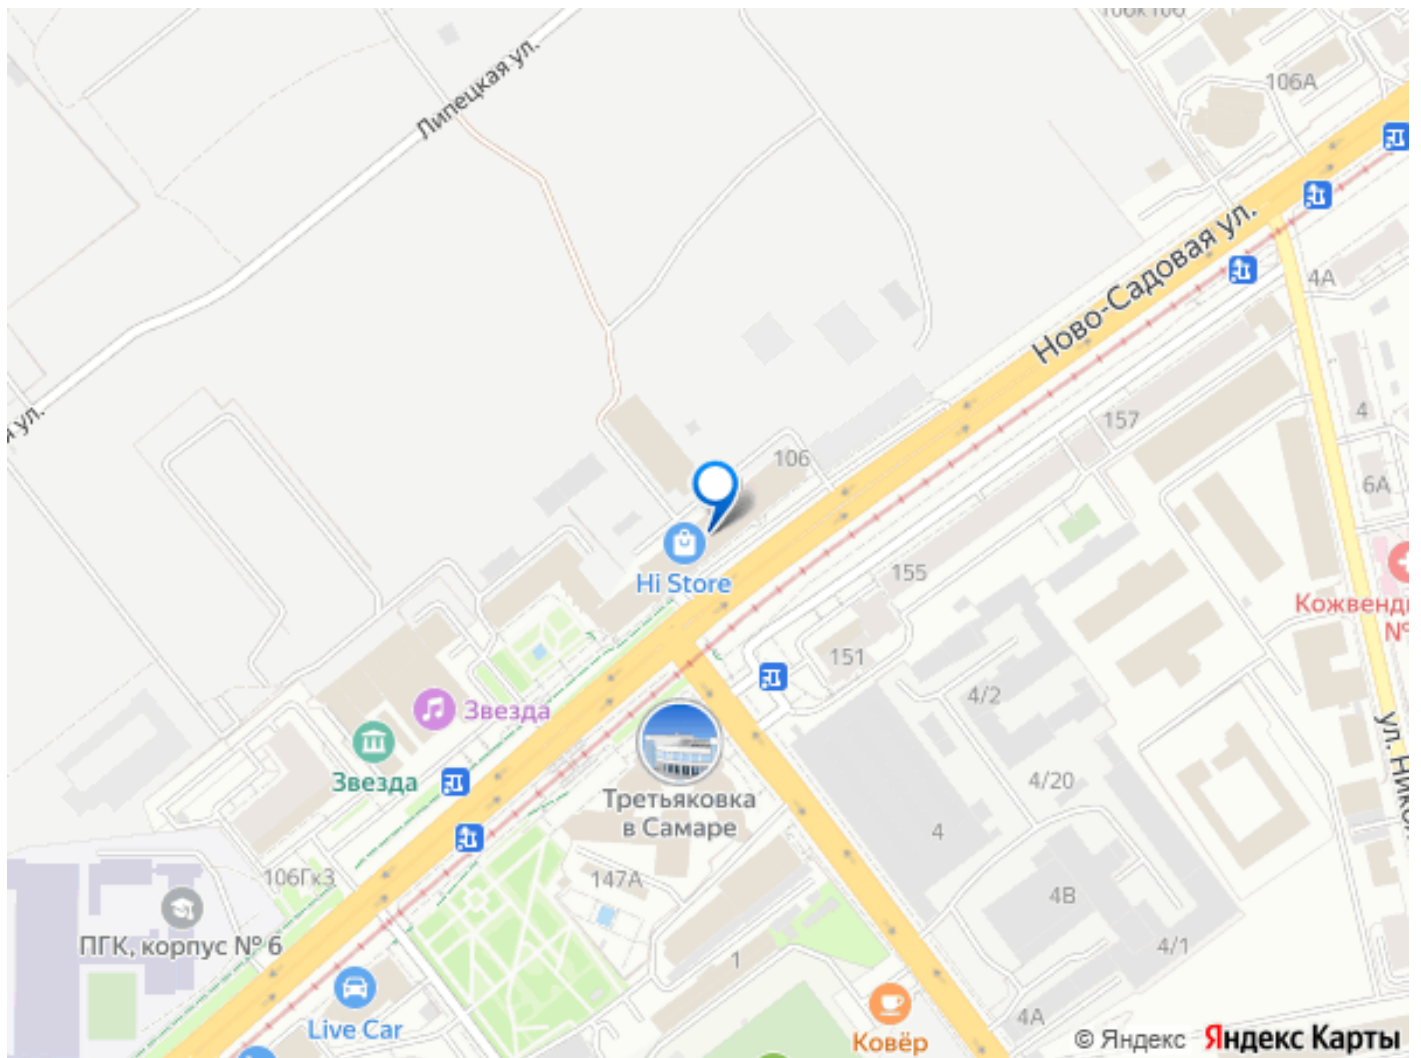 106А
Липецкая ул.
Ново-Садовая ул.
4А
157
4
106
6А
Hi Store
155
Кожвенд
№
151
4/2
Звезда
Звезда
4/20
ул. Никол
Третьяковка
в Самаре
4
106Гк3
147А
4В
ПГК, корпус № 6
4/1
1
Live Car
4А
Ковёр
© Яндекс Яндекс Карты